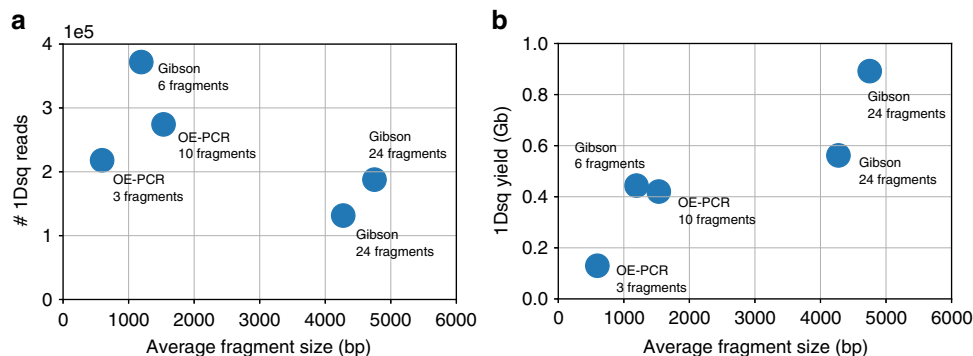 a
1e5
4
3
2
1
0
# 1Dsq reads
Gibson
6 fragments
OE-PCR
10 fragments
OE-PCR
3 fragments
Gibson
24 fragments
Gibson
24 fragments
0 1000 2000 3000 4000 5000 6000
Average fragment size (bp)
b
1.0
0.8
0.6
0.4
0.2
0.0
1Dsq yield (Gb)
Gibson
24 fragments
Gibson
6 fragments
Gibson
24 fragments
OE-PCR
10 fragments
OE-PCR
3 fragments
0 1000 2000 3000 4000 5000 6000
Average fragment size (bp)